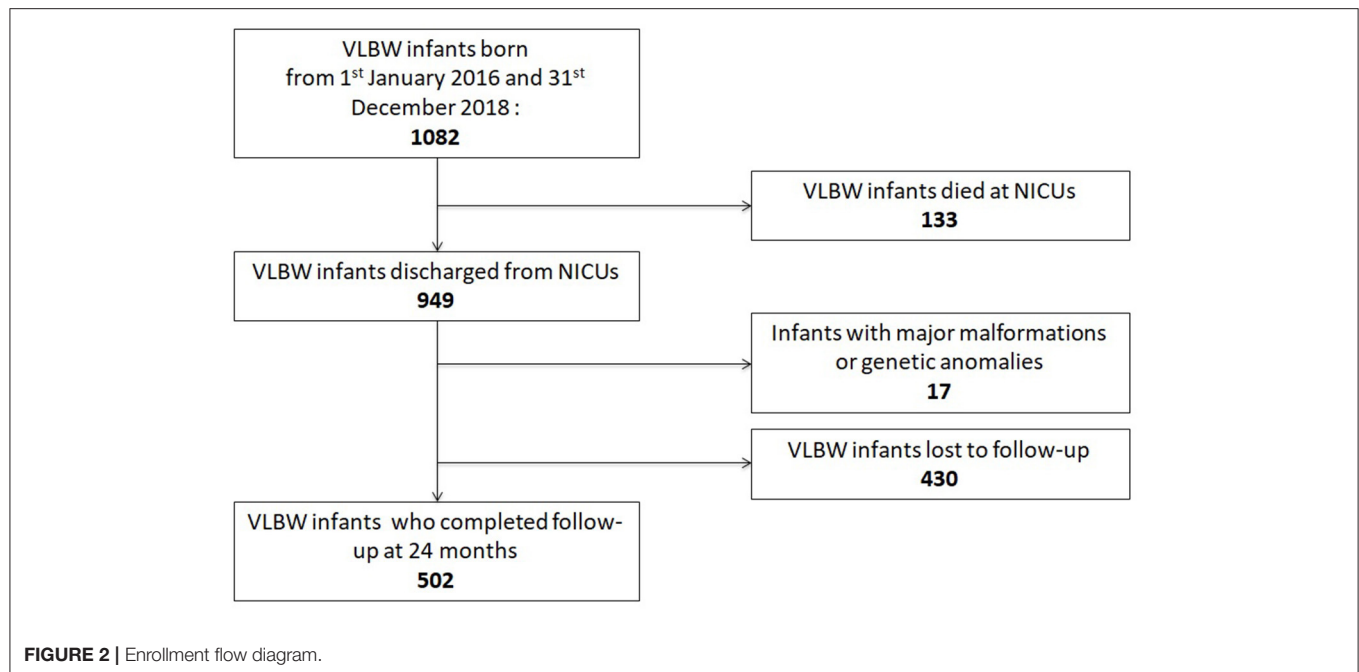 VLBW infants born
from 1st January 2016 and 31st
December 2018 :
1082
VLBW infants died at NICUs
133
VLBW infants discharged from NICUs
949
Infants with major malformations
or genetic anomalies
17
VLBW infants lost to follow-up
430
VLBW infants who completed follow-
up at 24 months
502
FIGURE 2 | Enrollment flow diagram.